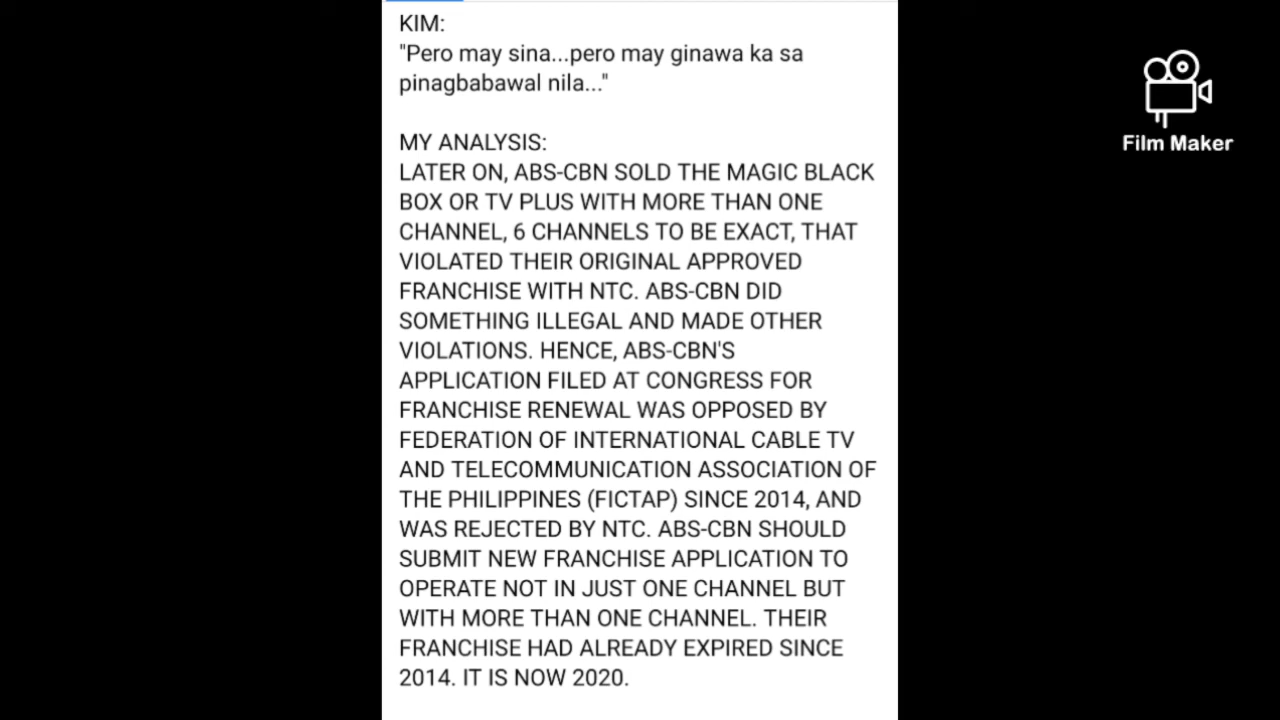 KIM:
"Pero may sina...pero may ginawa ka sa
pinagbabawal nila..."
MY ANALYSIS:
LATER ON, ABS-CBN SOLD THE MAGIC BLACK
BOX OR TV PLUS WITH MORE THAN ONE
CHANNEL, 6 CHANNELS TO BE EXACT, THAT
VIOLATED THEIR ORIGINAL APPROVED
FRANCHISE WITH NTC. ABS-CBN DID
SOMETHING ILLEGAL AND MADE OTHER
VIOLATIONS. HENCE, ABS-CBN'S
APPLICATION FILED AT CONGRESS FOR
FRANCHISE RENEWAL WAS OPPOSED BY
FEDERATION OF INTERNATIONAL CABLE TV
AND TELECOMMUNICATION ASSOCIATION OF
THE PHILIPPINES (FICTAP) SINCE 2014, AND
WAS REJECTED BY NTC. ABS-CBN SHOULD
SUBMIT NEW FRANCHISE APPLICATION TO
OPERATE NOT IN JUST ONE CHANNEL BUT
WITH MORE THAN ONE CHANNEL. THEIR
FRANCHISE HAD ALREADY EXPIRED SINCE
2014. IT IS NOW 2020.
Film Maker